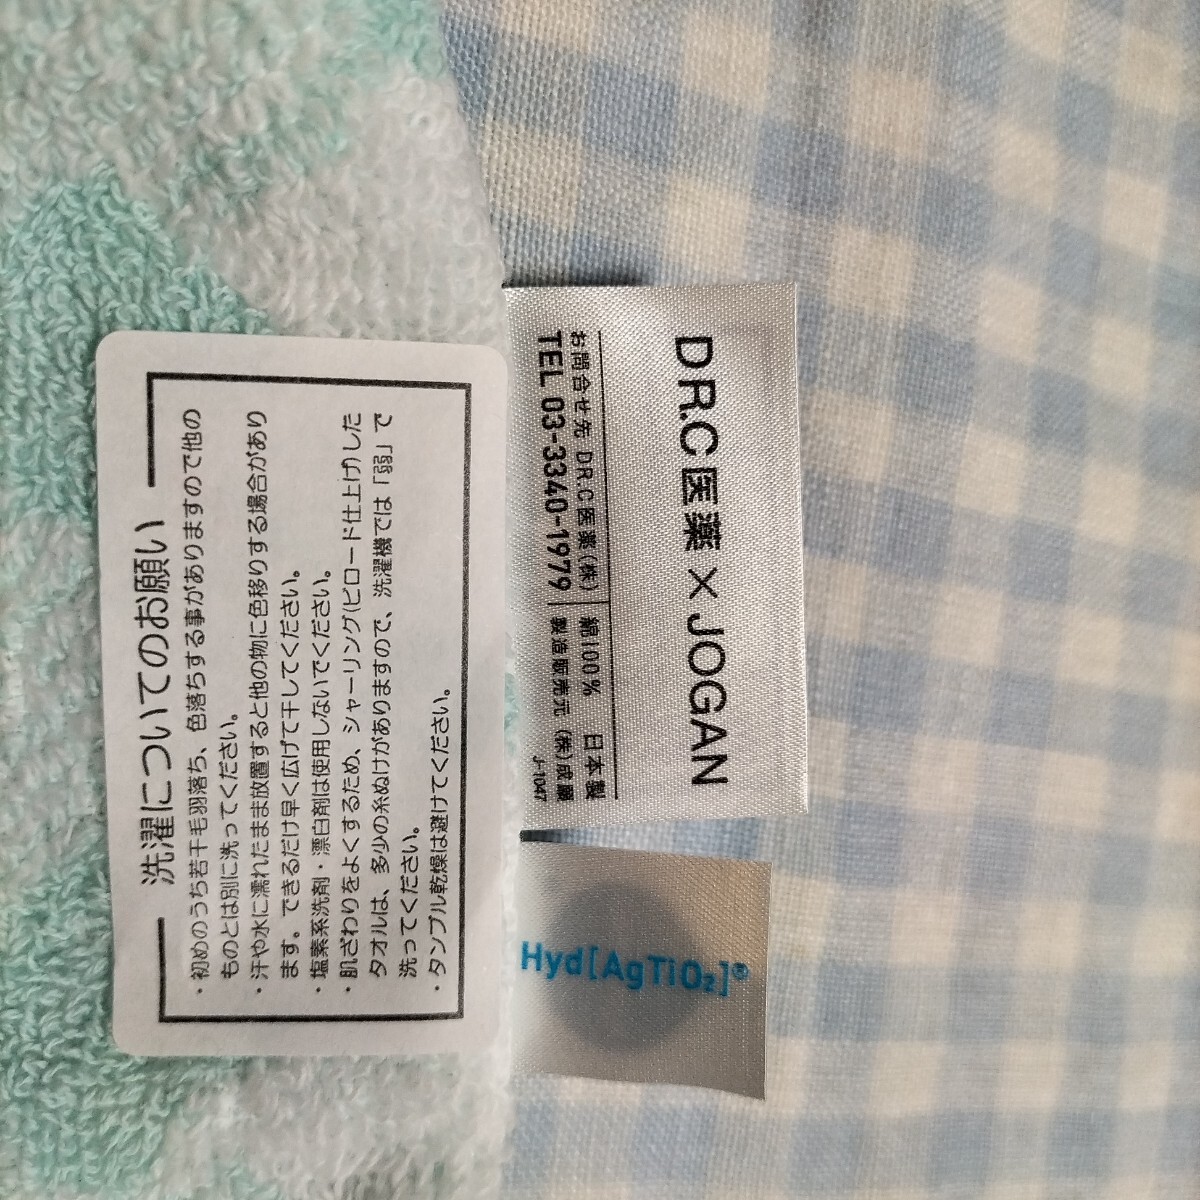 洗濯についてのお願い
・初めのうち若干毛羽落ち、色落ちする事がありますので他の
ものとは別に洗ってください。
・汗や水に濡れたまま放置すると他の物に色移りする場合があり
ます。できるだけ早く広げて干してください。
・塩素系洗剤・漂白剤は使用しないでください。
・肌ざわりをよくするため、シャーリング(ビロード仕上げ)した
タオルは、多少の糸ぬけがありますので、洗濯機では「弱」で
洗ってください。
・タンブル乾燥は避けてください。
DR.C医薬×JOGAN
綿100% 日本製
お問合せ先 DR.C医薬(株)
TEL 03-3340-1979
製造販売元 (株)成願
J-1047
Hyd[AgTiO₂]®